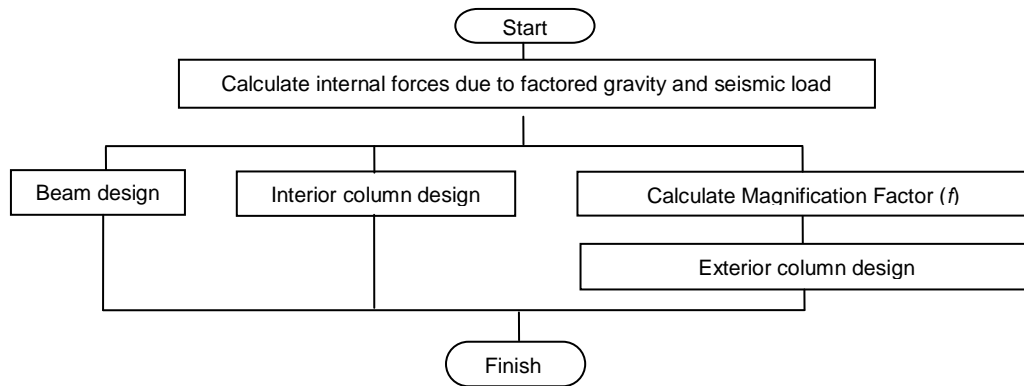 Start
Calculate internal forces due to factored gravity and seismic load
Beam design
Interior column design
Calculate Magnification Factor (f)
Exterior column design
Finish